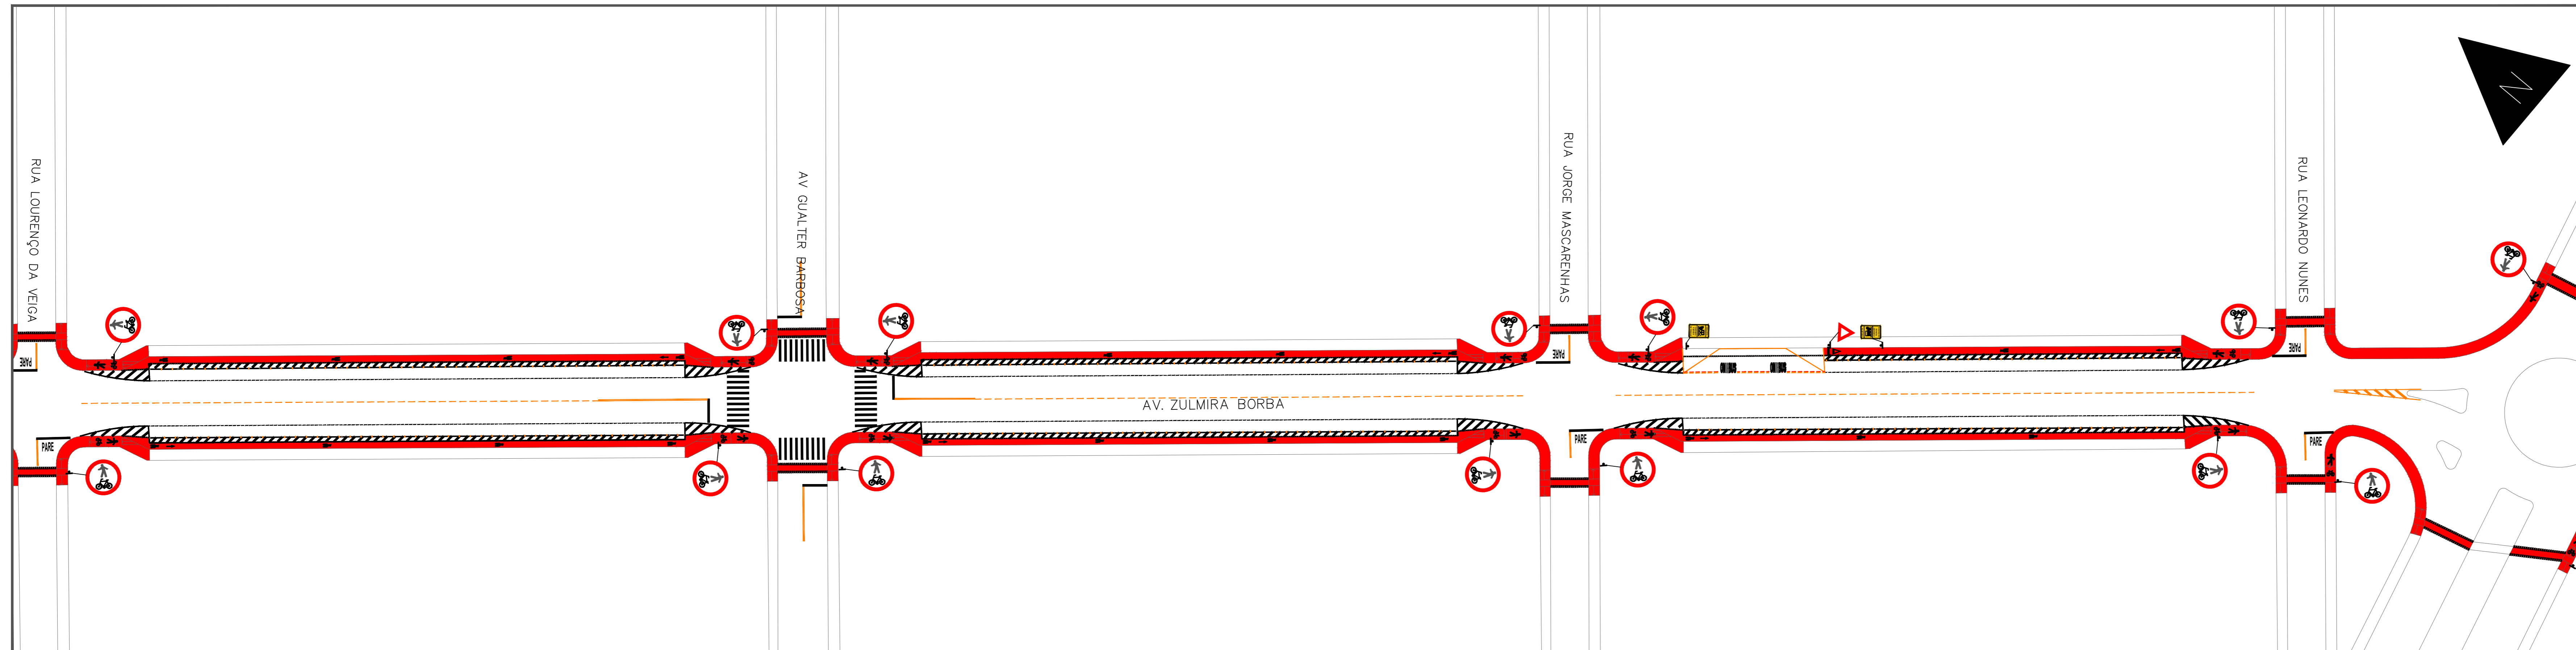 RUA LOURENÇO DA VEIGA
AV GUALTER BARBOSA
RUA JORGE MASCARENHAS
RUA LEONARDO NUNES
N
PARE
PARE
PARE
AV. ZULMIRA BORBA
PARE
PARE
PARE